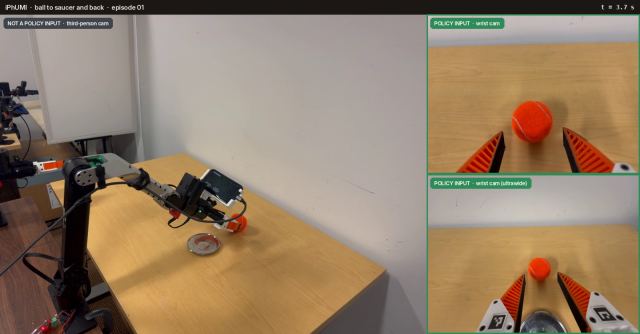 iPhUMI · ball to saucer and back · episode 01
t = 3.7 s
NOT A POLICY INPUT · third-person cam
POLICY INPUT · wrist cam
POLICY INPUT · wrist cam (ultrawide)